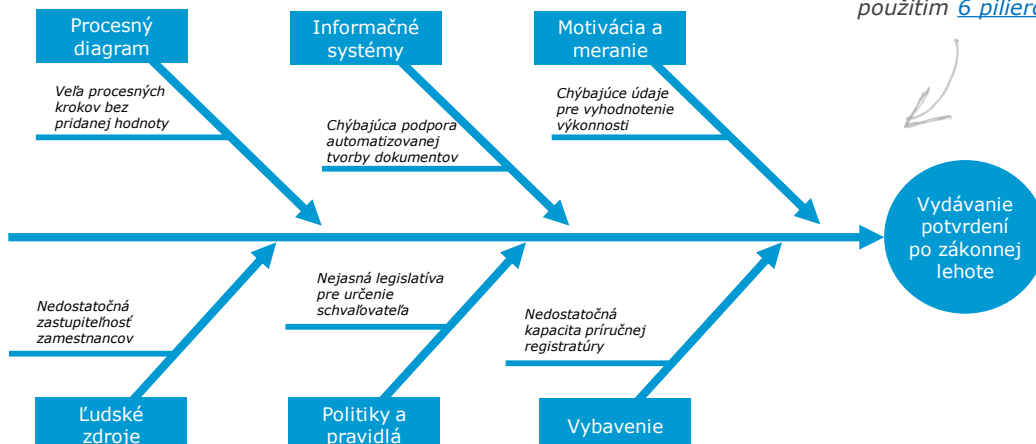 použitím 6 pilierov
Procesný
diagram
Informačné
systémy
Motivácia a
meranie
Veľa procesných
krokov bez
pridanej hodnoty
Chýbajúca podpora
automatizovanej
tvorby dokumentov
Chýbajúce údaje
pre vyhodnotenie
výkonnosti
Vydávanie
potvrdení
po zákonnej
lehote
Nedostatočná
zastupiteľnosť
zamestnancov
Nejasná legislatíva
pre určenie
schvaľovateľa
Nedostatočná
kapacita príručnej
registratúry
Ľudské
zdroje
Politiky a
pravidlá
Vybavenie